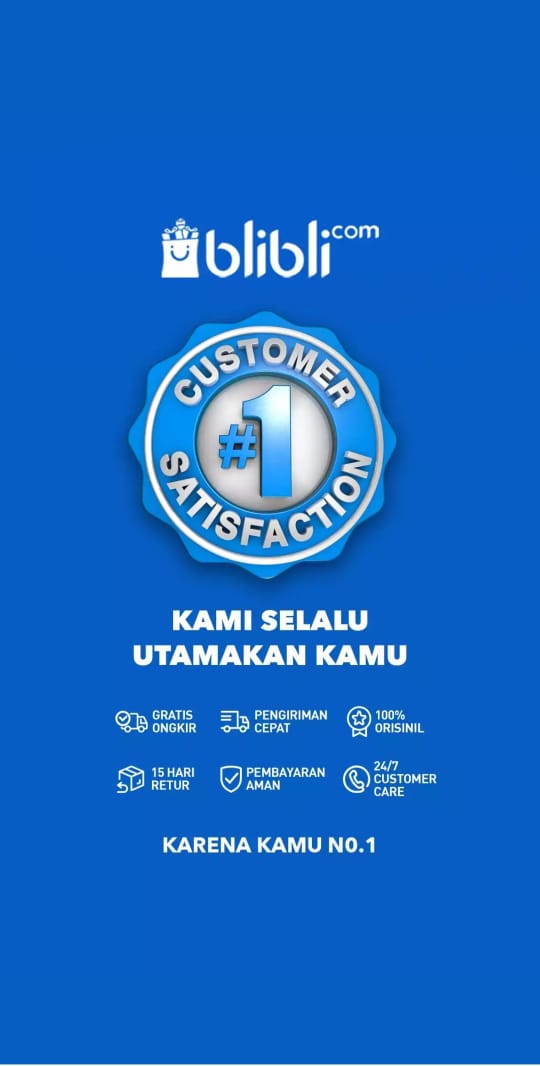 blibli.com
CUSTOMER
#1
SATISFACTION
KAMI SELALU
UTAMAKAN KAMU
GRATIS
ONGKIR
PENGIRIMAN
CEPAT
100%
ORISINIL
15 HARI
RETUR
PEMBAYARAN
AMAN
24/7
CUSTOMER
CARE
KARENA KAMU N0.1